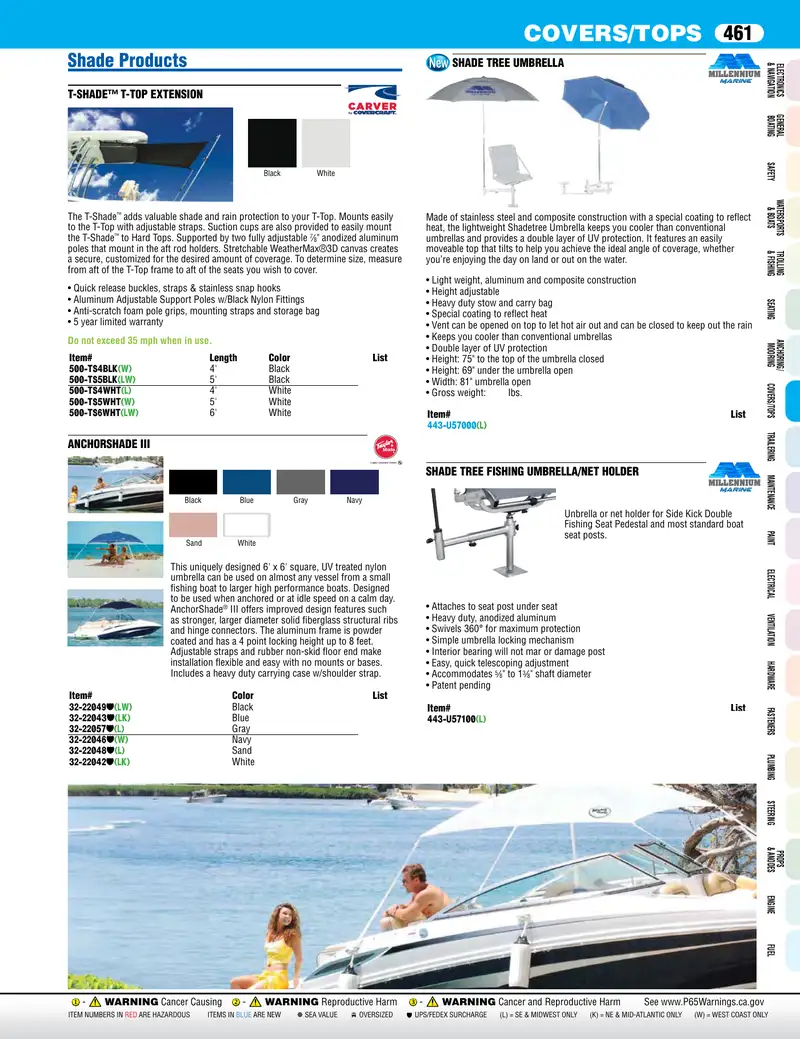 COVERS/TOPS 461
Shade Products
T-SHADE™ T-TOP EXTENSION
CARVER
by COVERCRAFT.
Black White
The T-Shade™ adds valuable shade and rain protection to your T-Top. Mounts easily
to the T-Top with adjustable straps. Suction cups are also provided to easily mount
the T-Shade™ to Hard Tops. Supported by two fully adjustable ⅞" anodized aluminum
poles that mount in the aft rod holders. Stretchable WeatherMax®3D canvas creates
a secure, customized for the desired amount of coverage. To determine size, measure
from aft of the T-Top frame to aft of the seats you wish to cover.
• Quick release buckles, straps & stainless snap hooks
• Aluminum Adjustable Support Poles w/Black Nylon Fittings
• Anti-scratch foam pole grips, mounting straps and storage bag
• 5 year limited warranty
Do not exceed 35 mph when in use.
Item# Length Color List
500-TS4BLK(W) 4' Black
500-TS5BLK(LW) 5' Black
500-TS4WHT(L) 4' White
500-TS5WHT(W) 5' White
500-TS6WHT(LW) 6' White
ANCHORSHADE III
Taylor Made
Black Blue Gray Navy
Sand White
This uniquely designed 6' x 6' square, UV treated nylon
umbrella can be used on almost any vessel from a small
fishing boat to larger high performance boats. Designed
to be used when anchored or at idle speed on a calm day.
AnchorShade® III offers improved design features such
as stronger, larger diameter solid fiberglass structural ribs
and hinge connectors. The aluminum frame is powder
coated and has a 4 point locking height up to 8 feet.
Adjustable straps and rubber non-skid floor end make
installation flexible and easy with no mounts or bases.
Includes a heavy duty carrying case w/shoulder strap.
Item# Color List
32-22049(LW) Black
32-22043(LK) Blue
32-22057(L) Gray
32-22046(W) Navy
32-22048(L) Sand
32-22042(LK) White
New SHADE TREE UMBRELLA
MILLENNIUM
MARINE
Made of stainless steel and composite construction with a special coating to reflect
heat, the lightweight Shadetree Umbrella keeps you cooler than conventional
umbrellas and provides a double layer of UV protection. It features an easily
moveable top that tilts to help you achieve the ideal angle of coverage, whether
you're enjoying the day on land or out on the water.
• Light weight, aluminum and composite construction
• Height adjustable
• Heavy duty stow and carry bag
• Special coating to reflect heat
• Vent can be opened on top to let hot air out and can be closed to keep out the rain
• Keeps you cooler than conventional umbrellas
• Double layer of UV protection
• Height: 75" to the top of the umbrella closed
• Height: 69" under the umbrella open
• Width: 81" umbrella open
• Gross weight: lbs.
Item# List
443-U57000(L)
SHADE TREE FISHING UMBRELLA/NET HOLDER
MILLENNIUM
MARINE
Unbrella or net holder for Side Kick Double
Fishing Seat Pedestal and most standard boat
seat posts.
• Attaches to seat post under seat
• Heavy duty, anodized aluminum
• Swivels 360° for maximum protection
• Simple umbrella locking mechanism
• Interior bearing will not mar or damage post
• Easy, quick telescoping adjustment
• Patent pending
Item# List
443-U57100(L)
ELECTRONICS
& NAVIGATION
GENERAL
BOATING
SAFETY
WATERSPORTS
& BOATS
TROLLING
& FISHING
SEATING
ANCHORING/
MOORING
COVERS/TOPS
TRAILERING
MAINTENANCE
PAINT
ELECTRICAL
VENTILATION
HARDWARE
FASTENERS
PLUMBING
STEERING
PROPS
& ANODES
ENGINE
FUEL
1 - WARNING Cancer Causing 2 - WARNING Reproductive Harm 3 - WARNING Cancer and Reproductive Harm See www.P65Warnings.ca.gov
ITEM NUMBERS IN RED ARE HAZARDOUS ITEMS IN BLUE ARE NEW SEA VALUE OVERSIZED UPS/FEDEX SURCHARGE (L) = SE & MIDWEST ONLY (K) = NE & MID-ATLANTIC ONLY (W) = WEST COAST ONLY